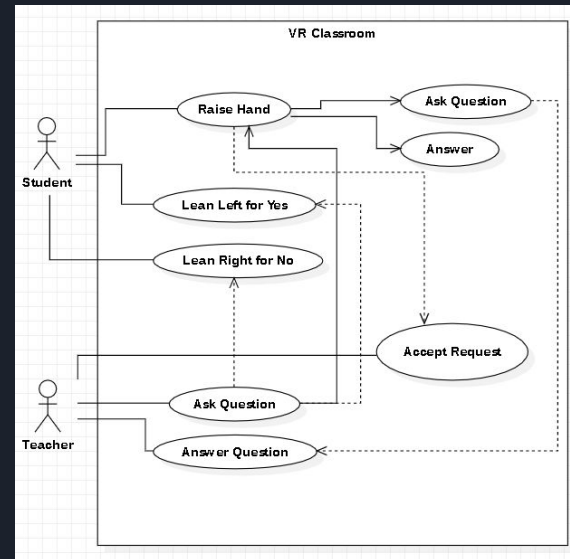 VR Classroom
Raise Hand
Ask Question
Answer
Student
Lean Left for Yes
Lean Right for No
Accept Request
Ask Question
Teacher
Answer Question